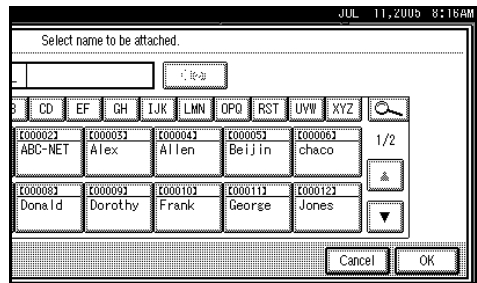 JUL 11,2005 8:16AM
Select name to be attached.
Clear
CD EF GH IJK LMN OPQ RST UVW XYZ
[00002] [00003] [00004] [00005] [00006] 1/2
ABC-NET Alex Allen Beijin chaco
[00008] [00009] [00010] [00011] [00012]
Donald Dorothy Frank George Jones
Cancel OK